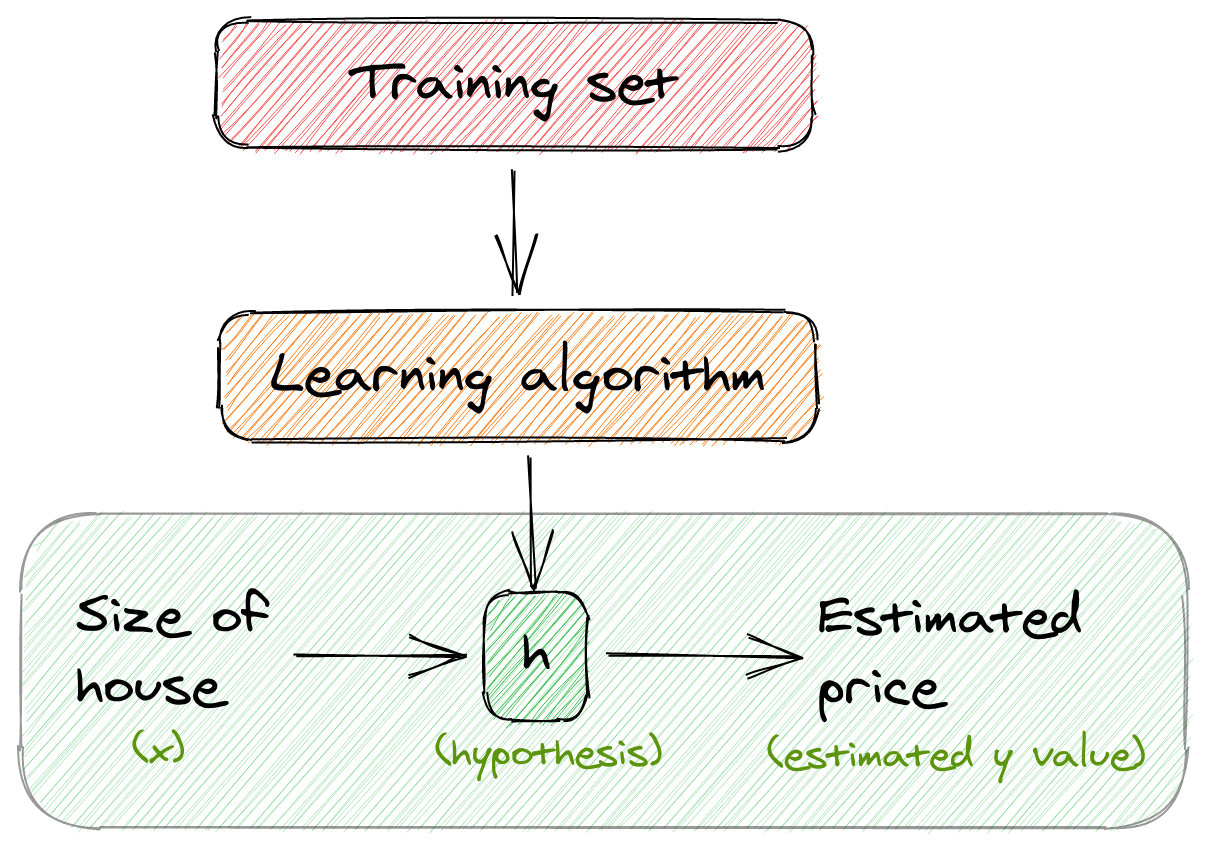 Training set
Learning algorithm
Size of
house
(x)
h
(hypothesis)
Estimated
price
(estimated y value)